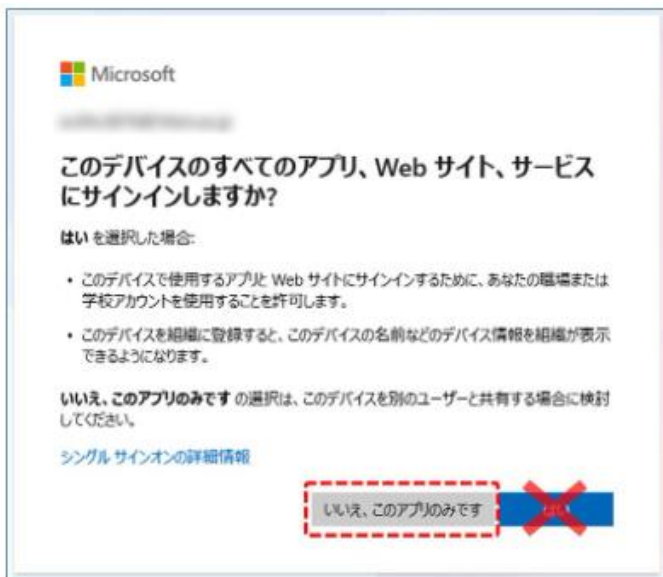 Microsoft
このデバイスのすべてのアプリ、Web サイト、サービス
にサインインしますか?
はい を選択した場合:
• このデバイスで使用するアプリと Web サイトにサインインするために、あなたの職場または
学校アカウントを使用することを許可します。
• このデバイスを組織に登録すると、このデバイスの名前などのデバイス情報を組織が表示
できるようになります。
いいえ、このアプリのみです の選択は、このデバイスを別のユーザーと共有する場合に検討
してください。
シングル サインオンの詳細情報
いいえ、このアプリのみです はい